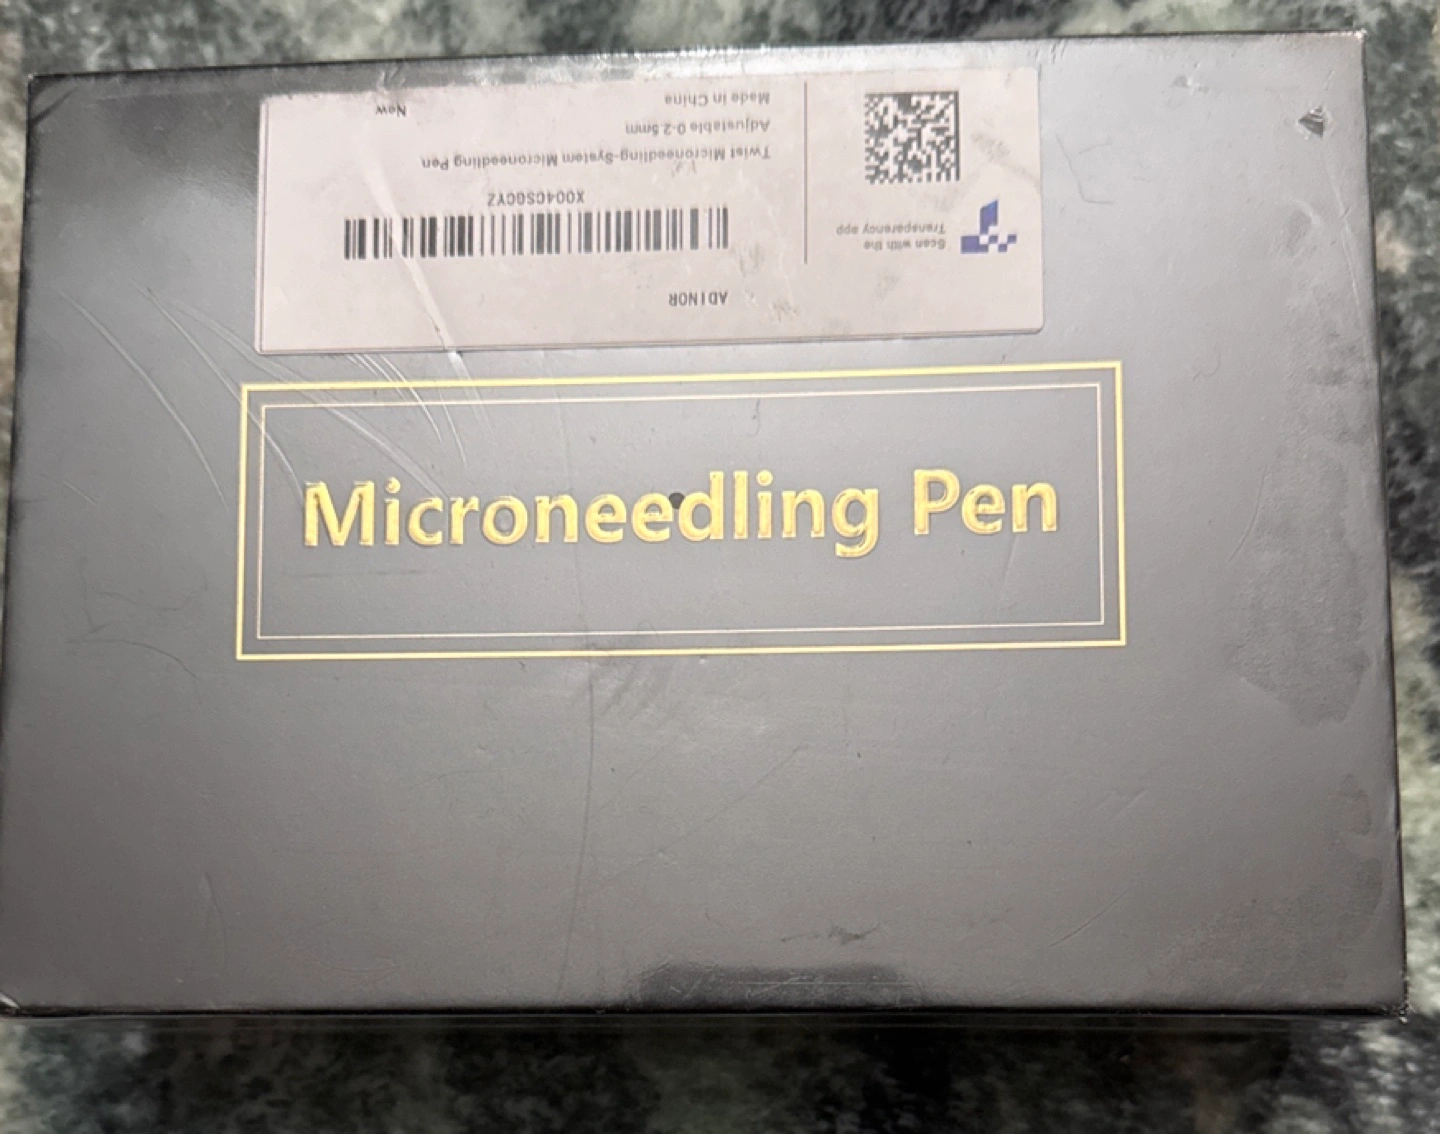 ADINOR
X004CSGCYZ
Twist Microneedling-System Microneedling Pen
Adjustable 0-2.5mm
Made in China
New
Scan with the
Transparency app
Microneedling Pen